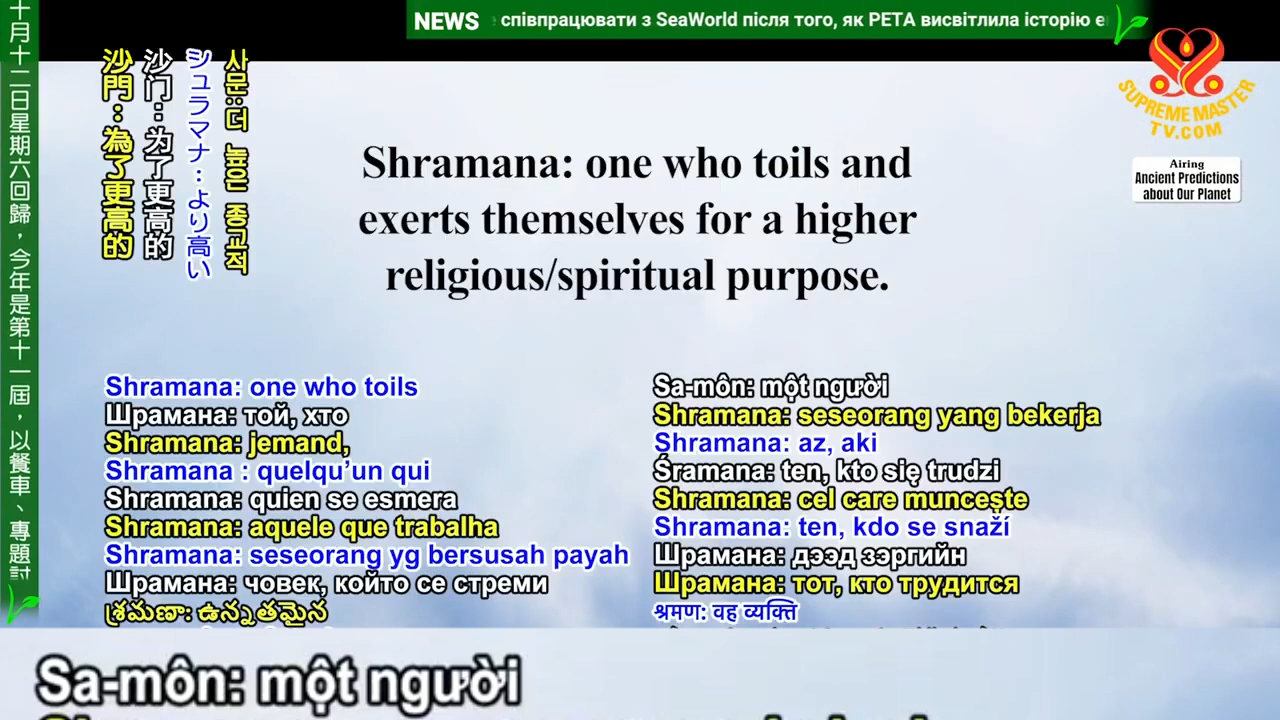 NEWS
співпрацювати з SeaWorld після того, як PETA висвітлила історію
SUPREME MASTER
TV.COM
Airing
Ancient Predictions
about Our Planet
十月十二日星期六回歸，今年是第十一屆，以餐車、專題討
沙門：為了更高的
沙门：为了更高的
シュラマナ：より高い
사문: 더 높은 종교적
Shramana: one who toils and
exerts themselves for a higher
religious/spiritual purpose.
Shramana: one who toils
Шрамана: той, хто
Shramana: jemand,
Shramana : quelqu’un qui
Shramana: quien se esmera
Shramana: aquele que trabalha
Shramana: seseorang yg bersusah payah
Шрамана: човек, който се стреми
శ్రమణా: ఉన్నతమైన
Sa-môn: một người
Shramana: seseorang yang bekerja
Shramana: az, aki
Śramana: ten, kto się trudzi
Shramana: cel care muncește
Shramana: ten, kdo se snaží
Шрамана: дээд зэргийн
Шрамана: тот, кто трудится
श्रमण: वह व्यक्ति
Sa-môn: một người